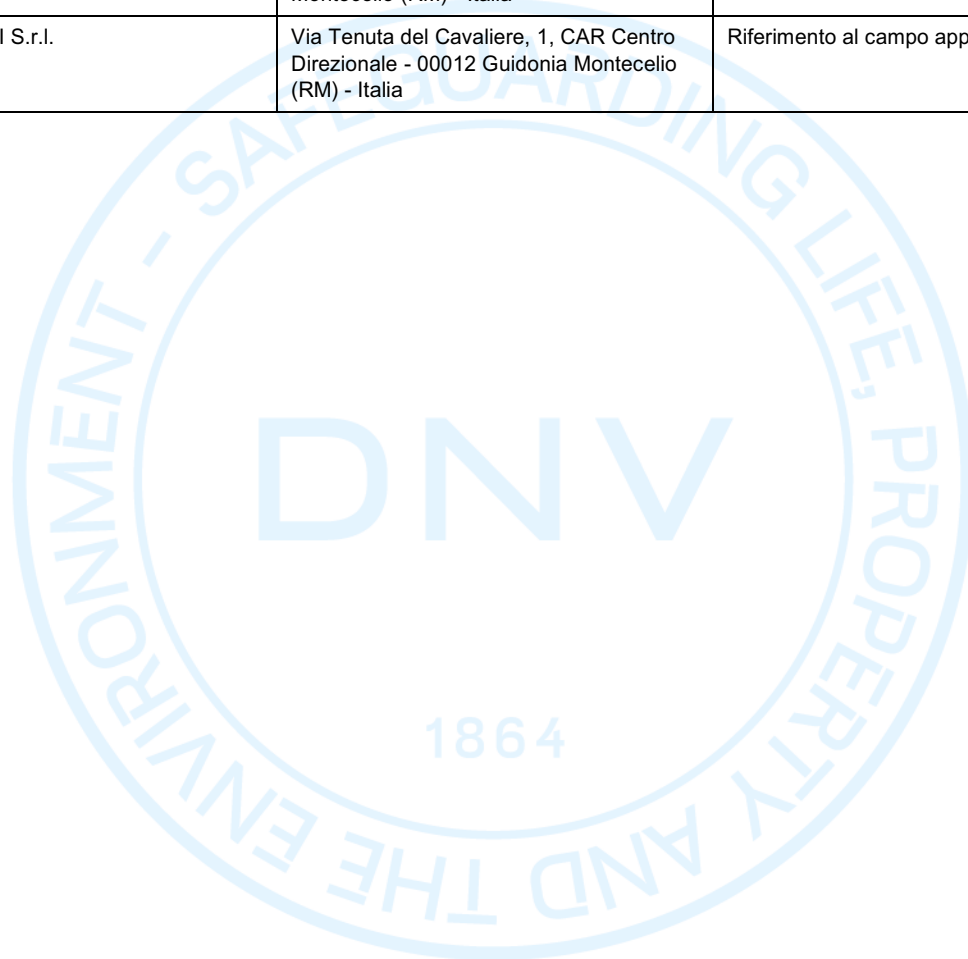 I S.r.l.
Via Tenuta del Cavaliere, 1, CAR Centro
Direzionale - 00012 Guidonia Montecelio
(RM) - Italia
Riferimento al campo app
SAFEGUARDING LIFE, PROPERTY AND THE ENVIRONMENT -
DNV
1864